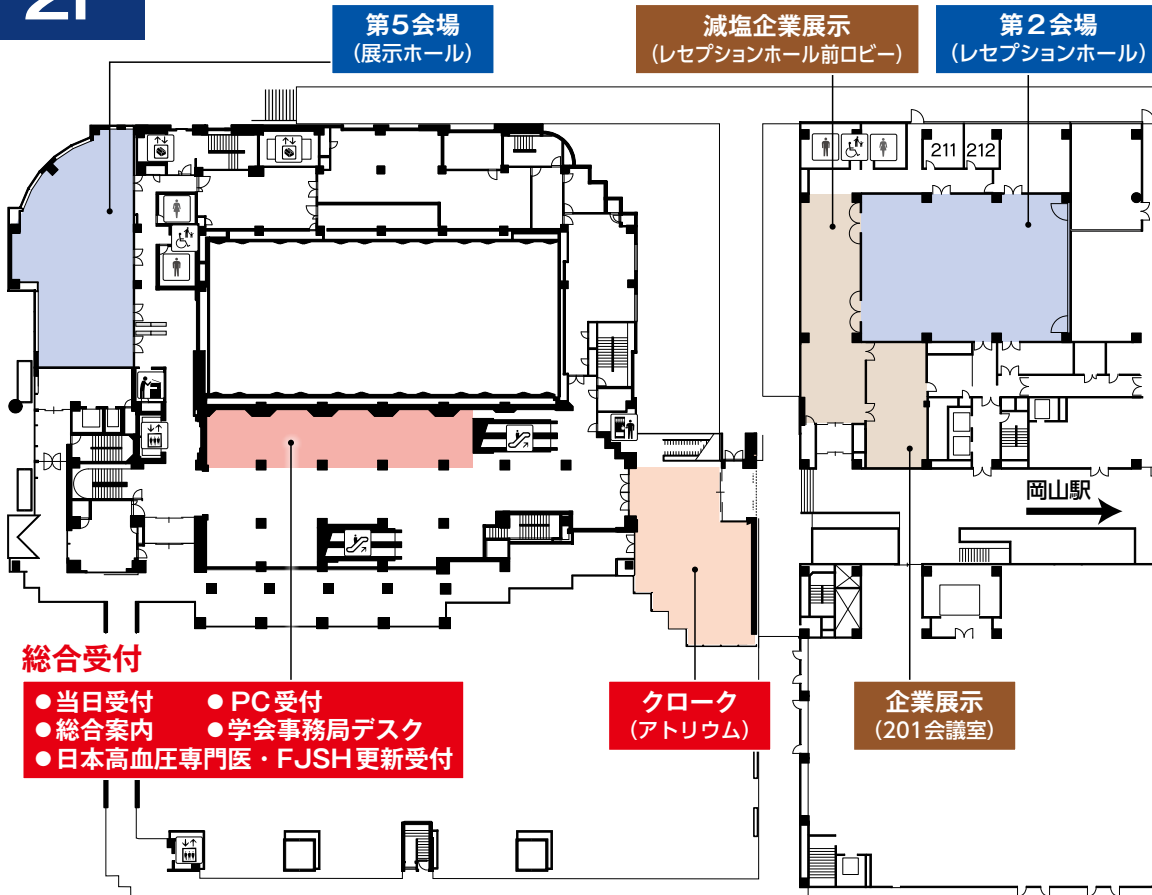 2F
第5会場
(展示ホール)
減塩企業展示
(レセプションホール前ロビー)
第2会場
(レセプションホール)
211 212
岡山駅
総合受付
●当日受付 ●PC受付
●総合案内 ●学会事務局デスク
●日本高血圧専門医・FJSH更新受付
クローク
(アトリウム)
企業展示
(201会議室)